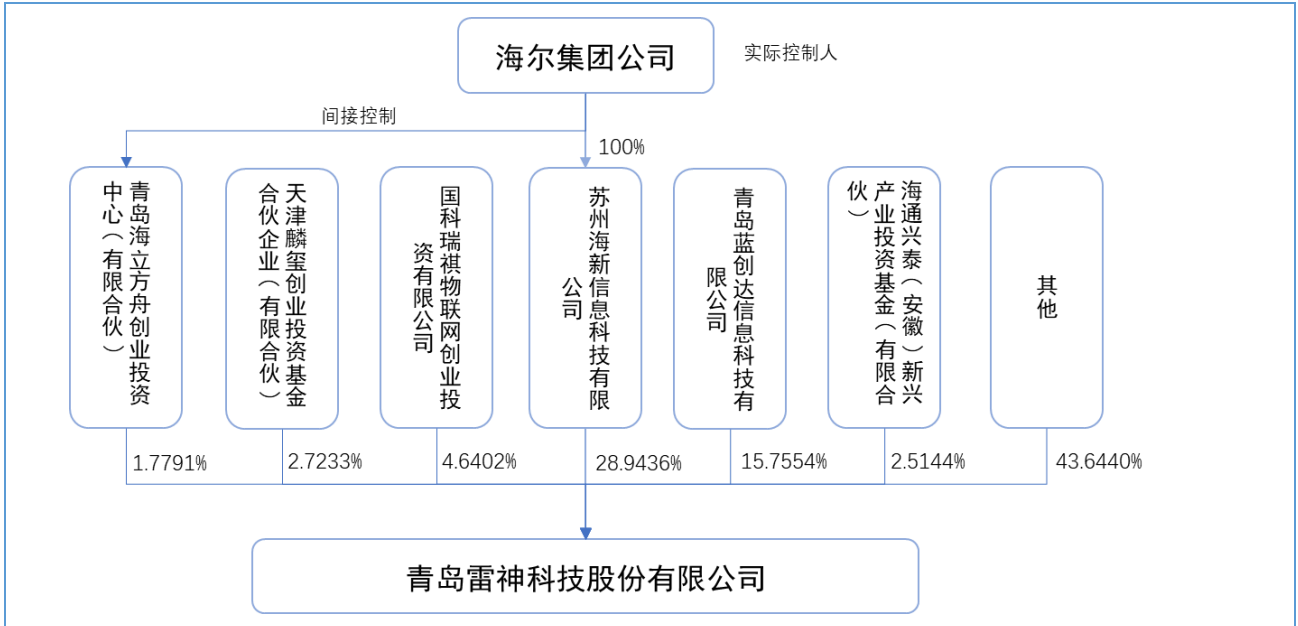 海尔集团公司
实际控制人
间接控制
100%
青岛海立方舟创业投资
中心（有限合伙）
天津麟玺创业投资基金
合伙企业（有限合伙）
国科瑞祺物联网创业投
资有限公司
苏州海新信息科技有限
公司
青岛蓝创达信息科技有
限公司
海通兴泰（安徽）新兴
产业投资基金（有限合
伙）
其他
1.7791%
2.7233%
4.6402%
28.9436%
15.7554%
2.5144%
43.6440%
青岛雷神科技股份有限公司